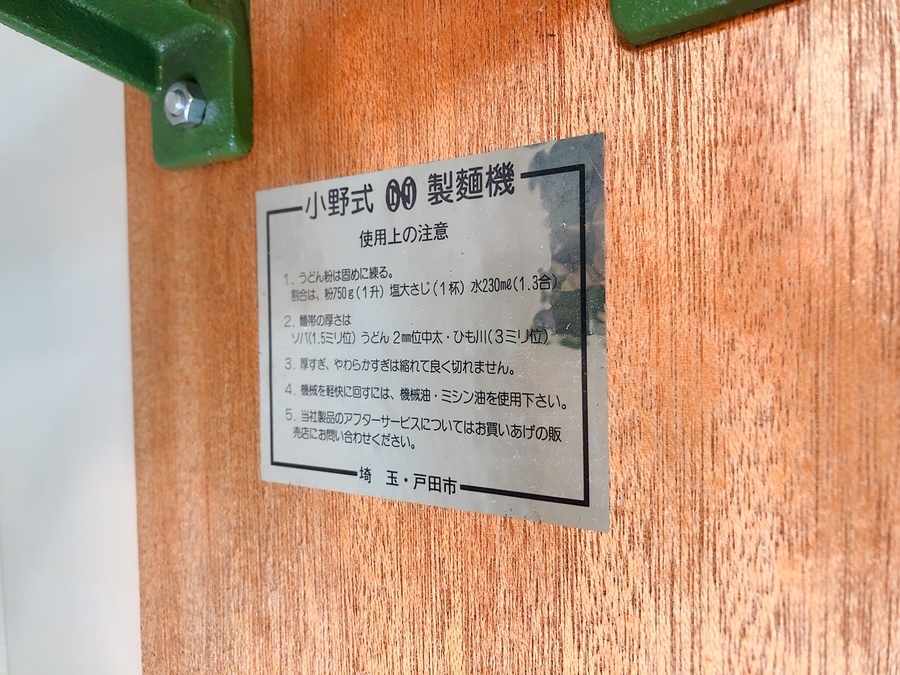 小野式 製麺機
使用上の注意
1. うどん粉は固めに練る。
割合は、粉750g(1升) 塩大さじ(1杯) 水230mℓ(1.3合)
2. 麺帯の厚さは
ソバ(1.5ミリ位) うどん 2㎜位中太・ひも川(3ミリ位)
3. 厚すぎ、やわらかすぎは縮れて良く切れません。
4. 機械を軽快に回すには、機械油・ミシン油を使用下さい。
5. 当社製品のアフターサービスについてはお買いあげの販
売店にお問い合わせください。
埼 玉・戸田市